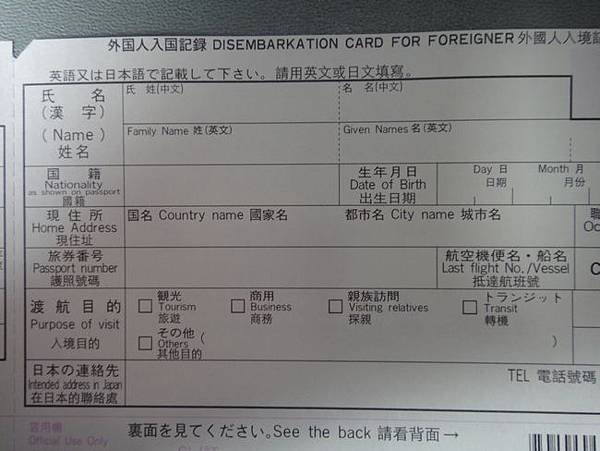 外国人入国記録 DISEMBARKATION CARD FOR FOREIGNER 外國人入境
英語又は日本語で記載して下さい。請用英文或日文填寫。
氏 名
(漢 字)
氏 姓(中文)
名 名(中文)
(Name)
姓名
Family Name 姓(英文)
Given Names 名(英文)
国 籍
Nationality
as shown on passport
國籍
生年月日
Date of Birth
出生日期
Day 日
日期
Month 月
月份
現住所
Home Address
現住址
国名 Country name 國家名
都市名 City name 城市名
職
Oc
旅券番号
Passport number
護照號碼
航空機便名・船名
Last flight No./Vessel
抵達航班號
渡航目的
Purpose of visit
入境目的
観光
Tourism
旅遊
商用
Business
商務
親族訪問
Visiting relatives
探親
トランジット
Transit
轉機
その他 (
Others
其他目的
)
日本の連絡先
Intended address in Japan
在日本的聯絡處
TEL 電話號碼
Official Use Only
裏面を見てください。See the back 請看背面→